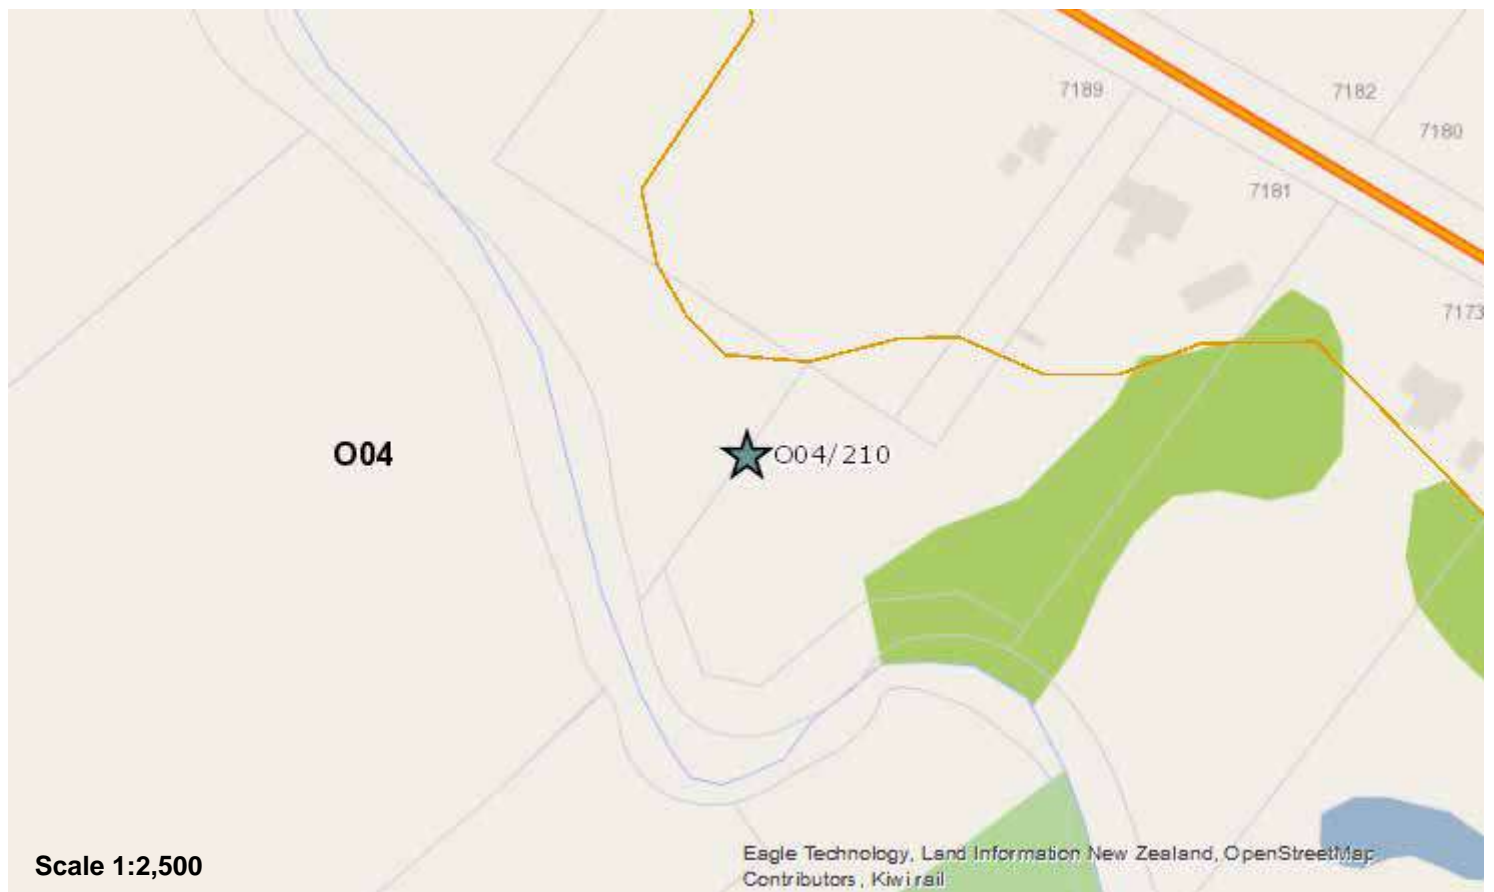 7189
7182
7180
7181
7173
O04
O04/210
Scale 1:2,500
Eagle Technology, Land Information New Zealand, OpenStreetMap
Contributors, Kiwirail